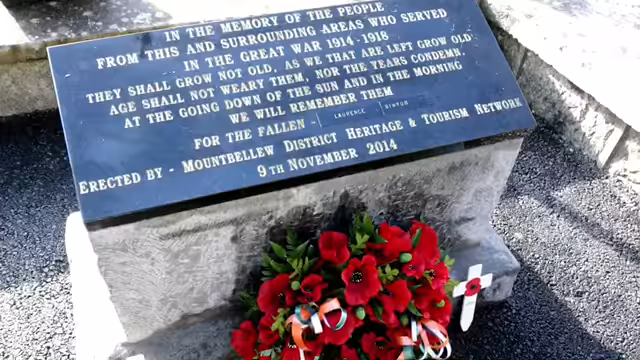 IN THE MEMORY OF THE PEOPLE
FROM THIS AND SURROUNDING AREAS WHO SERVED
IN THE GREAT WAR 1914-1918
THEY SHALL GROW NOT OLD, AS WE THAT ARE LEFT GROW OLD
AGE SHALL NOT WEARY THEM, NOR THE YEARS CONDEMN.
AT THE GOING DOWN OF THE SUN AND IN THE MORNING
WE WILL REMEMBER THEM
FOR THE FALLEN - LAURENCE BINYON
ERECTED BY - MOUNTBELLEW DISTRICT HERITAGE & TOURISM NETWORK
9TH NOVEMBER 2014